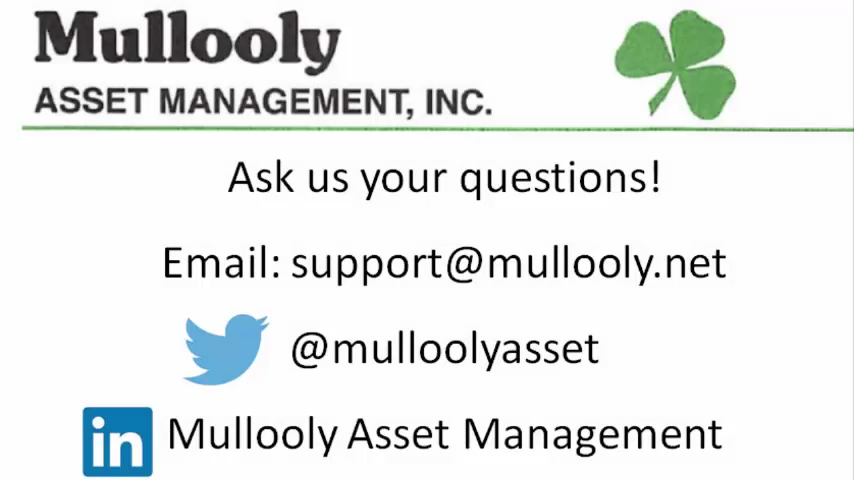 Mullooly
ASSET MANAGEMENT, INC.
Ask us your questions!
Email: support@mullooly.net
@mulloolyasset
in Mullooly Asset Management